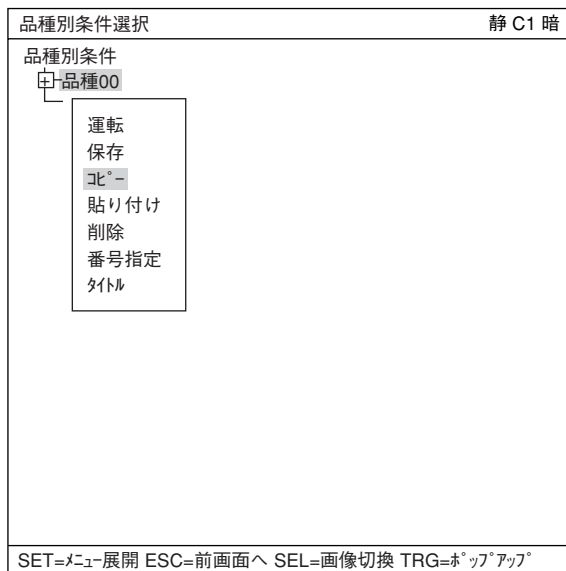 品種別条件選択 静 C1 暗
品種別条件
品種00
運転
保存
ｺﾋﾟｰ
貼り付け
削除
番号指定
ﾀｲﾄﾙ
SET=ﾒﾆｭｰ展開 ESC=前画面へ SEL=画像切換 TRG=ﾎﾟｯﾌﾟｱｯﾌﾟ